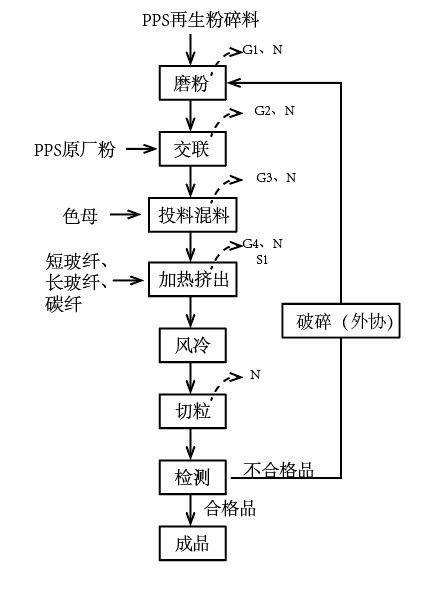 PPS再生粉碎料
G1、N
磨粉
G2、N
PPS原厂粉
交联
G3、N
色母
投料混料
G4、N
S1
短玻纤、
长玻纤、
碳纤
加热挤出
破碎（外协）
风冷
N
切粒
不合格品
检测
合格品
成品